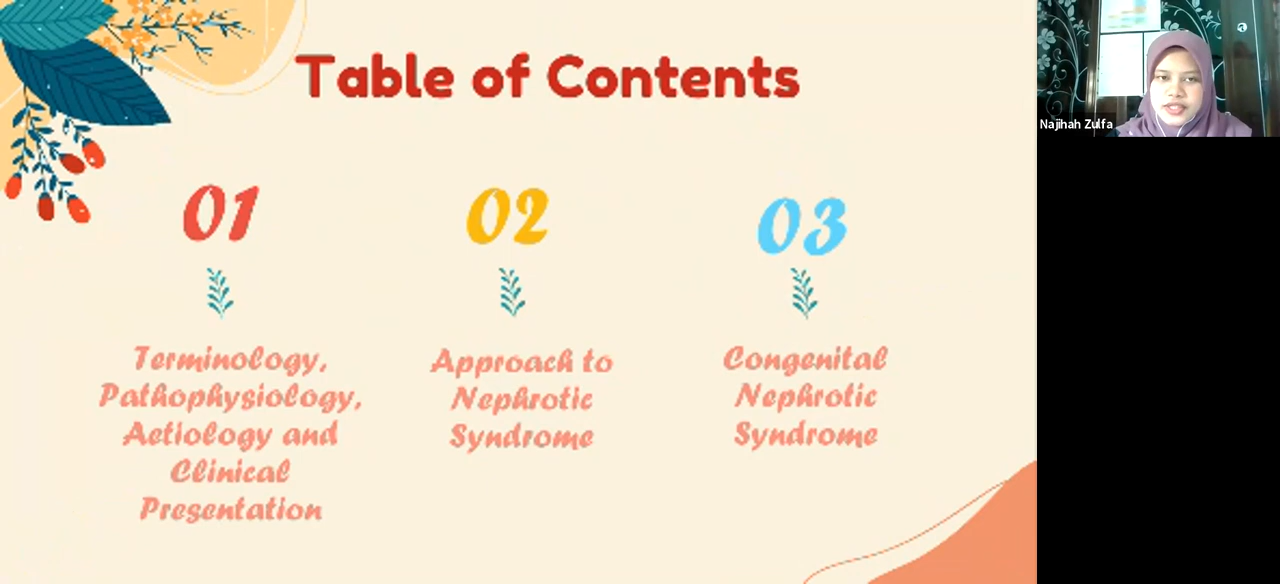 Table of Contents
01
Terminology,
Pathophysiology,
Aetiology and
Clinical
Presentation
02
Approach to
Nephrotic
Syndrome
03
Congenital
Nephrotic
Syndrome
Najihah Zulfa